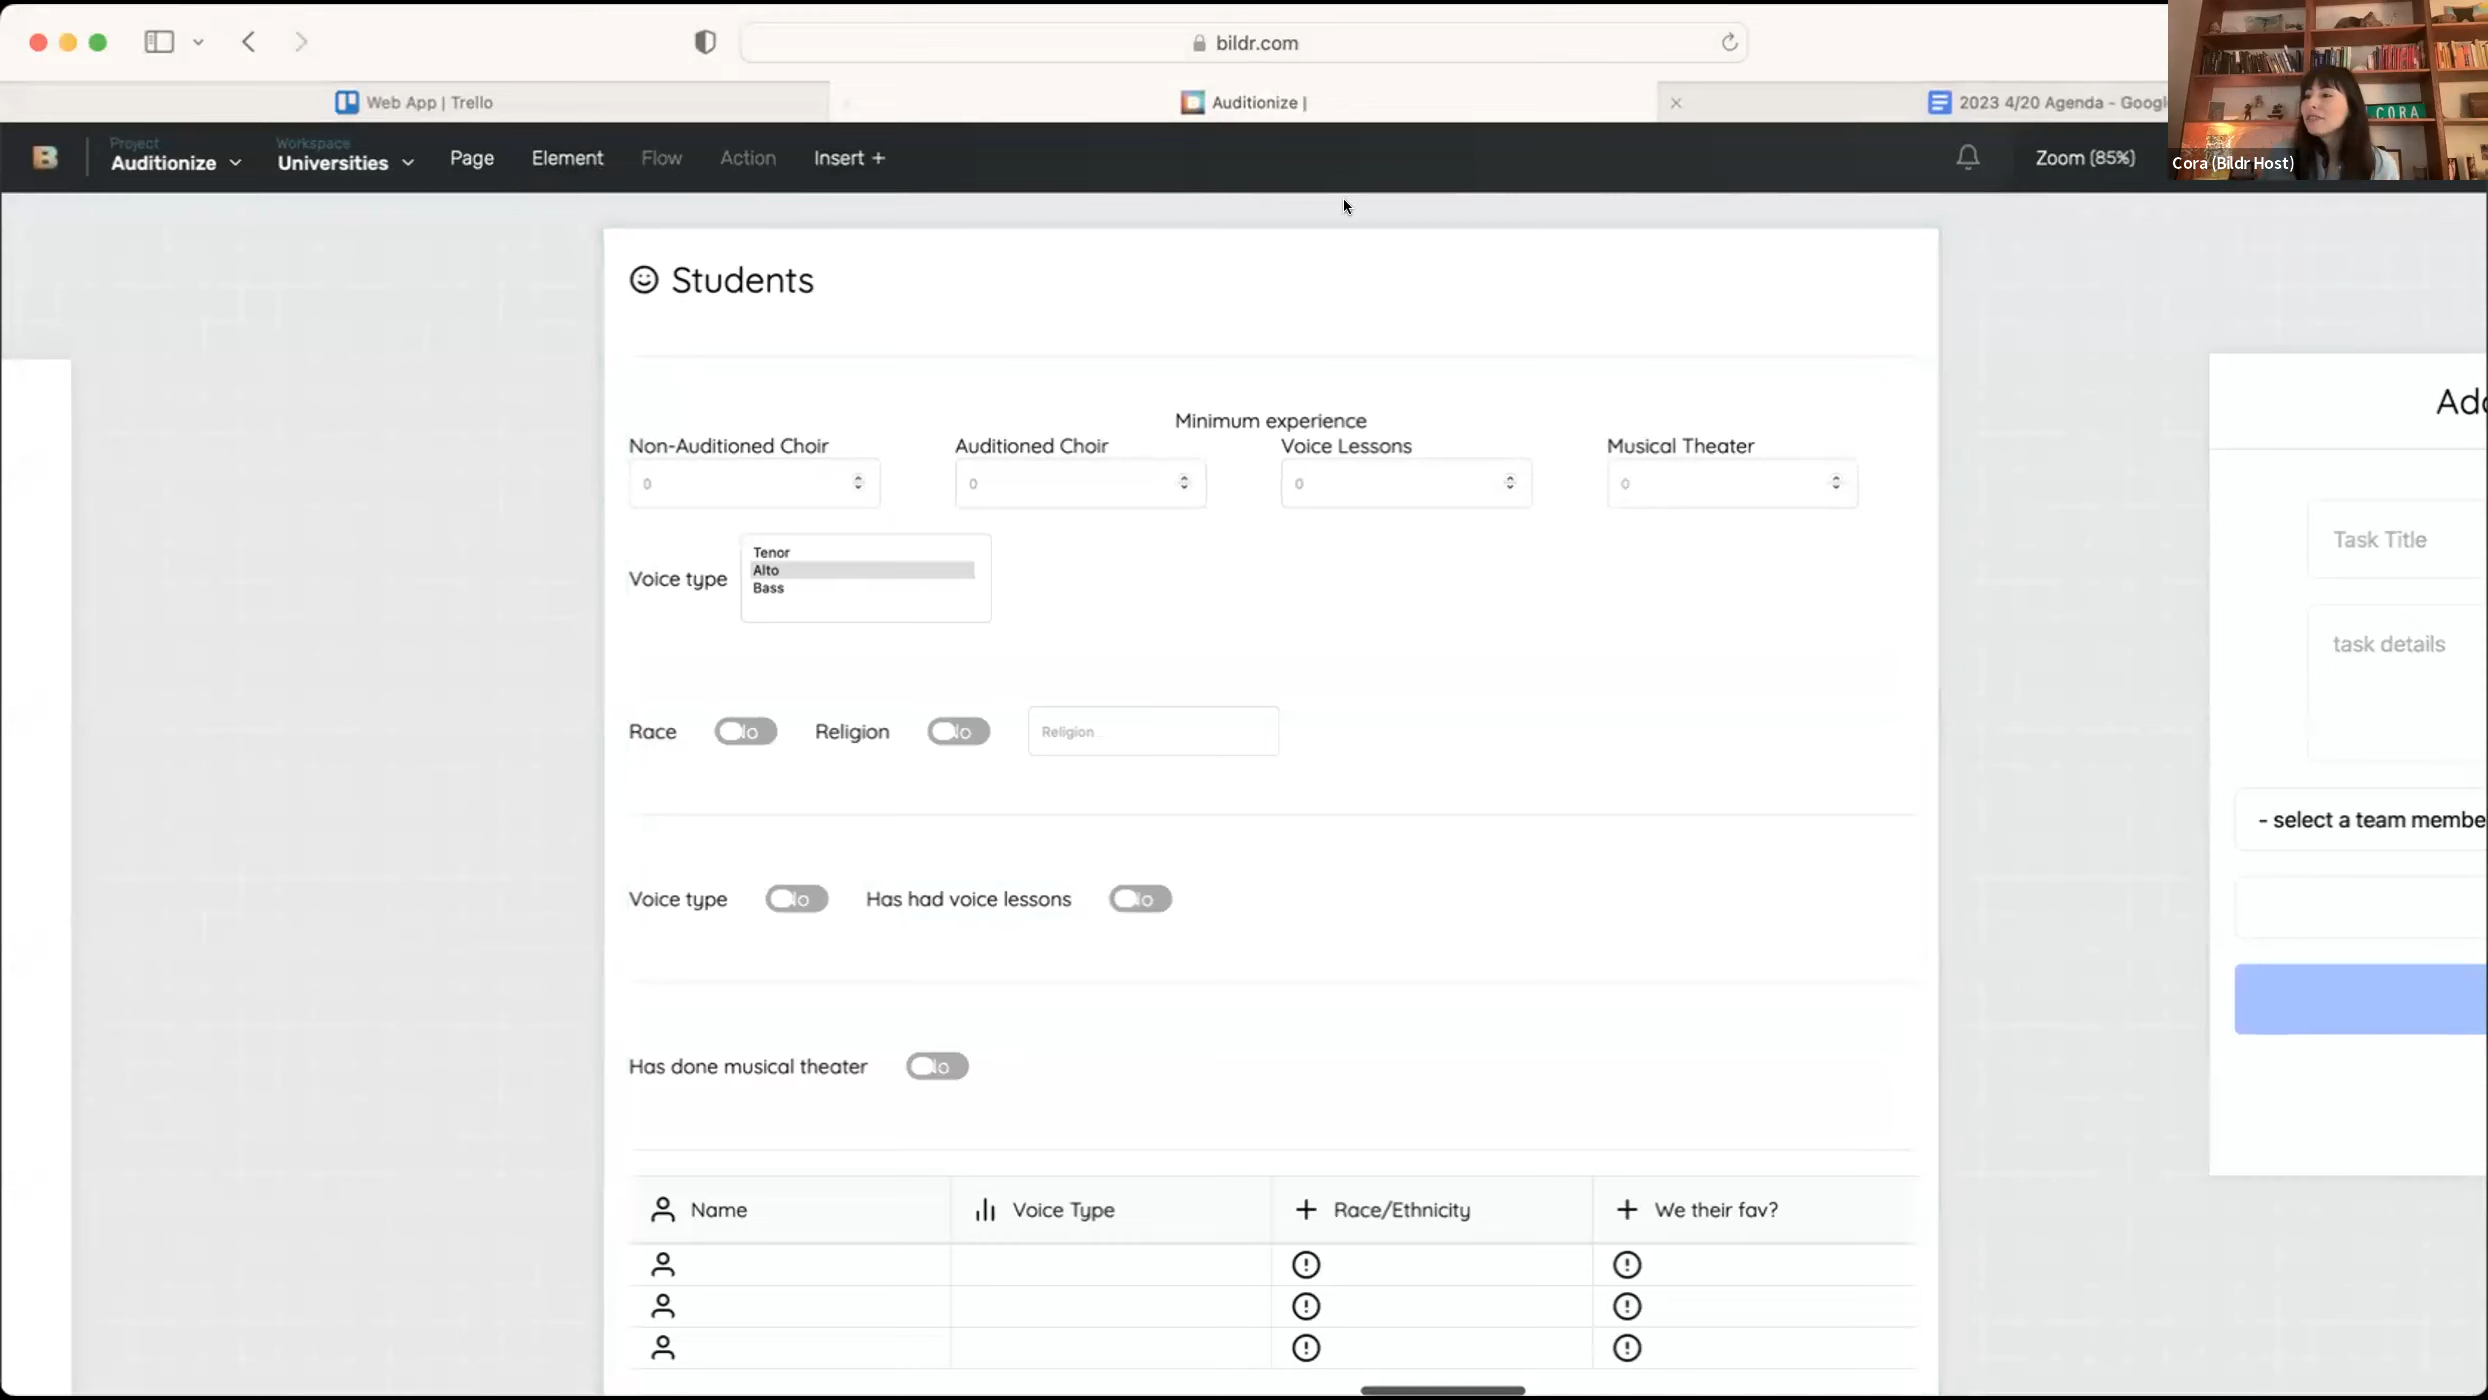 bildr.com
Web App | Trello
Auditionize |
2023 4/20 Agenda - Googl
CORA
Cora (Bildr Host)
B
Project
Auditionize
Workspace
Universities
Page
Element
Flow
Action
Insert +
Zoom (85%)
Students
Minimum experience
Non-Auditioned Choir
Auditioned Choir
Voice Lessons
Musical Theater
0
0
0
0
Voice type
Tenor
Alto
Bass
Race
Religion
Religion
Voice type
Has had voice lessons
Has done musical theater
Name
Voice Type
Race/Ethnicity
We their fav?
Task Title
task details
- select a team membe